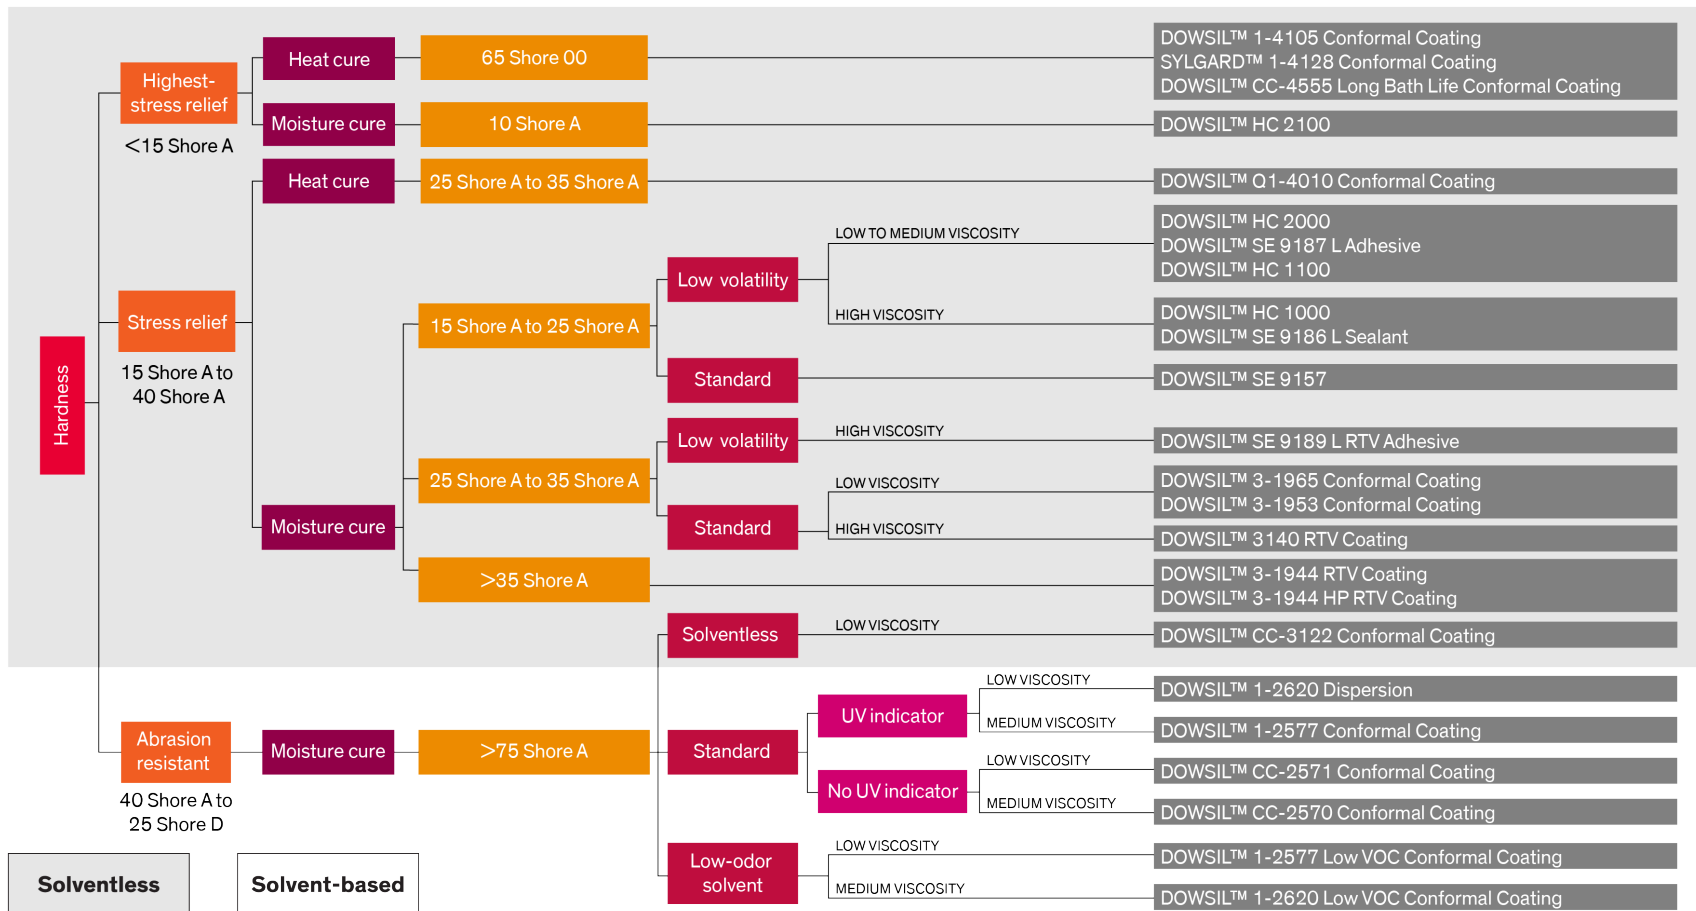 Hardness
Highest-
stress relief
<15 Shore A
Heat cure
65 Shore 00
DOWSIL™ 1-4105 Conformal Coating
SYLGARD™ 1-4128 Conformal Coating
DOWSIL™ CC-4555 Long Bath Life Conformal Coating
Moisture cure
10 Shore A
DOWSIL™ HC 2100
Stress relief
15 Shore A to
40 Shore A
Heat cure
25 Shore A to 35 Shore A
DOWSIL™ Q1-4010 Conformal Coating
Moisture cure
15 Shore A to 25 Shore A
Low volatility
LOW TO MEDIUM VISCOSITY
DOWSIL™ HC 2000
DOWSIL™ SE 9187 L Adhesive
DOWSIL™ HC 1100
HIGH VISCOSITY
DOWSIL™ HC 1000
DOWSIL™ SE 9186 L Sealant
Standard
DOWSIL™ SE 9157
25 Shore A to 35 Shore A
Low volatility
HIGH VISCOSITY
DOWSIL™ SE 9189 L RTV Adhesive
Standard
LOW VISCOSITY
DOWSIL™ 3-1965 Conformal Coating
DOWSIL™ 3-1953 Conformal Coating
HIGH VISCOSITY
DOWSIL™ 3140 RTV Coating
>35 Shore A
DOWSIL™ 3-1944 RTV Coating
DOWSIL™ 3-1944 HP RTV Coating
Abrasion
resistant
40 Shore A to
25 Shore D
Moisture cure
>75 Shore A
Solventless
LOW VISCOSITY
DOWSIL™ CC-3122 Conformal Coating
Standard
UV indicator
LOW VISCOSITY
DOWSIL™ 1-2620 Dispersion
MEDIUM VISCOSITY
DOWSIL™ 1-2577 Conformal Coating
No UV indicator
LOW VISCOSITY
DOWSIL™ CC-2571 Conformal Coating
MEDIUM VISCOSITY
DOWSIL™ CC-2570 Conformal Coating
Low-odor
solvent
LOW VISCOSITY
DOWSIL™ 1-2577 Low VOC Conformal Coating
MEDIUM VISCOSITY
DOWSIL™ 1-2620 Low VOC Conformal Coating
Solventless
Solvent-based